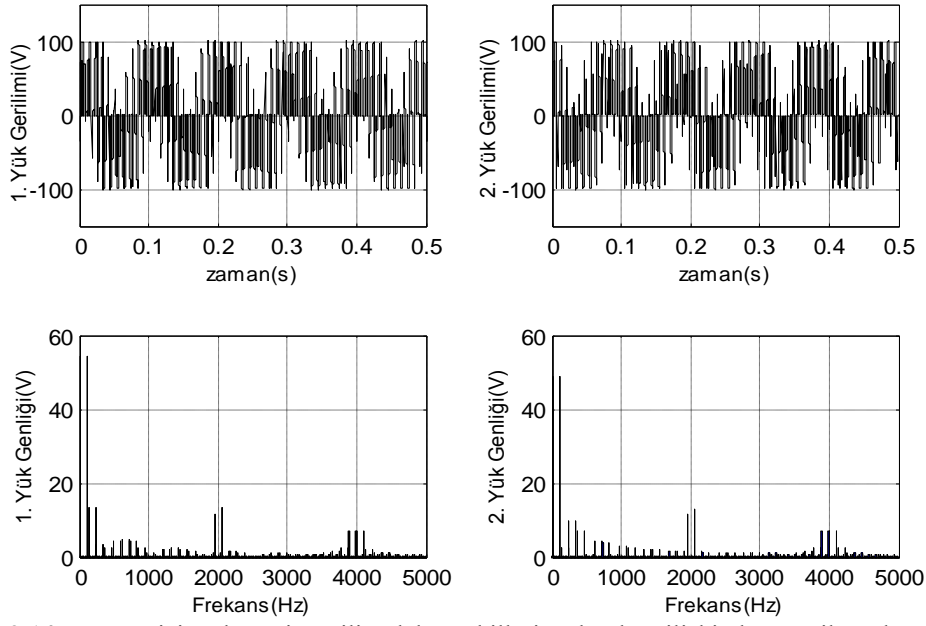 100
0
-100
1. Yük Gerilimi(V)
0 0.1 0.2 0.3 0.4 0.5
zaman(s)
100
0
-100
2. Yük Gerilimi(V)
0 0.1 0.2 0.3 0.4 0.5
zaman(s)
60
40
20
0
1. Yük Genliği(V)
0 1000 2000 3000 4000 5000
Frekans(Hz)
60
40
20
0
2. Yük Genliği(V)
0 1000 2000 3000 4000 5000
Frekans(Hz)